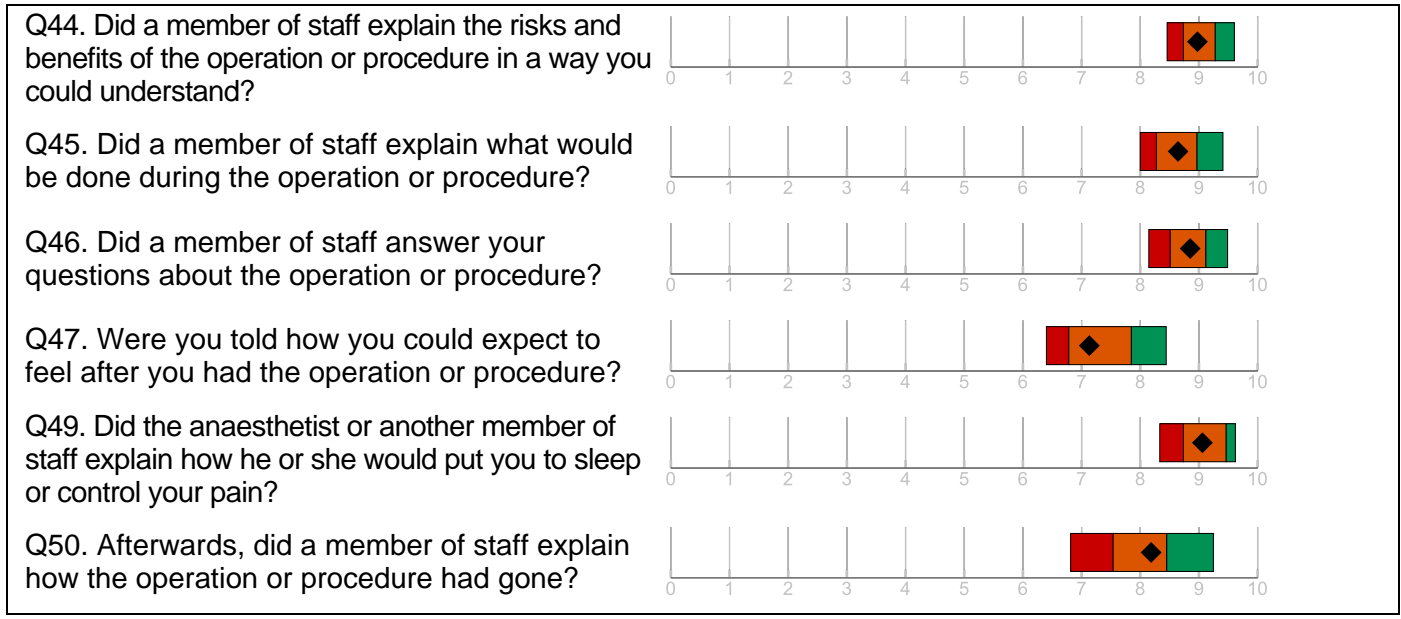 Q44. Did a member of staff explain the risks and
benefits of the operation or procedure in a way you
could understand?
0 1 2 3 4 5 6 7 8 9 10
Q45. Did a member of staff explain what would
be done during the operation or procedure?
0 1 2 3 4 5 6 7 8 9 10
Q46. Did a member of staff answer your
questions about the operation or procedure?
0 1 2 3 4 5 6 7 8 9 10
Q47. Were you told how you could expect to
feel after you had the operation or procedure?
0 1 2 3 4 5 6 7 8 9 10
Q49. Did the anaesthetist or another member of
staff explain how he or she would put you to sleep
or control your pain?
0 1 2 3 4 5 6 7 8 9 10
Q50. Afterwards, did a member of staff explain
how the operation or procedure had gone?
0 1 2 3 4 5 6 7 8 9 10